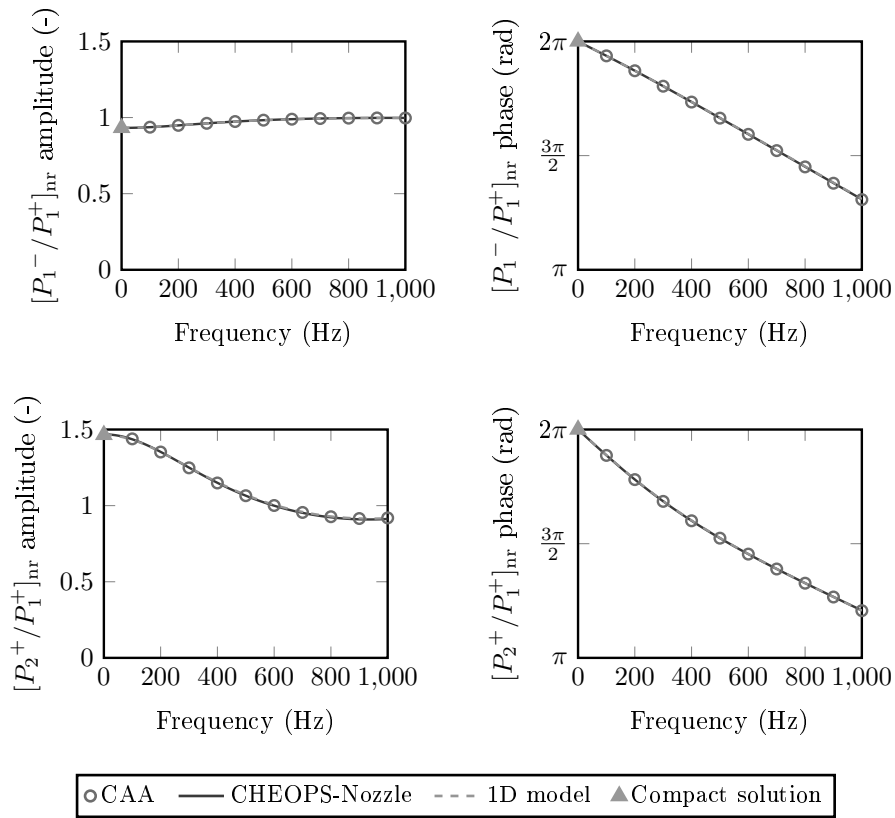 [P₁⁻/P₁⁺]nr amplitude (-)
1.5
1
0.5
0
0 200 400 600 800 1,000
Frequency (Hz)
[P₁⁻/P₁⁺]nr phase (rad)
2π
3π/2
π
0 200 400 600 800 1,000
Frequency (Hz)
[P₂⁺/P₁⁺]nr amplitude (-)
1.5
1
0.5
0
0 200 400 600 800 1,000
Frequency (Hz)
[P₂⁺/P₁⁺]nr phase (rad)
2π
3π/2
π
0 200 400 600 800 1,000
Frequency (Hz)
CAA CHEOPS-Nozzle 1D model Compact solution